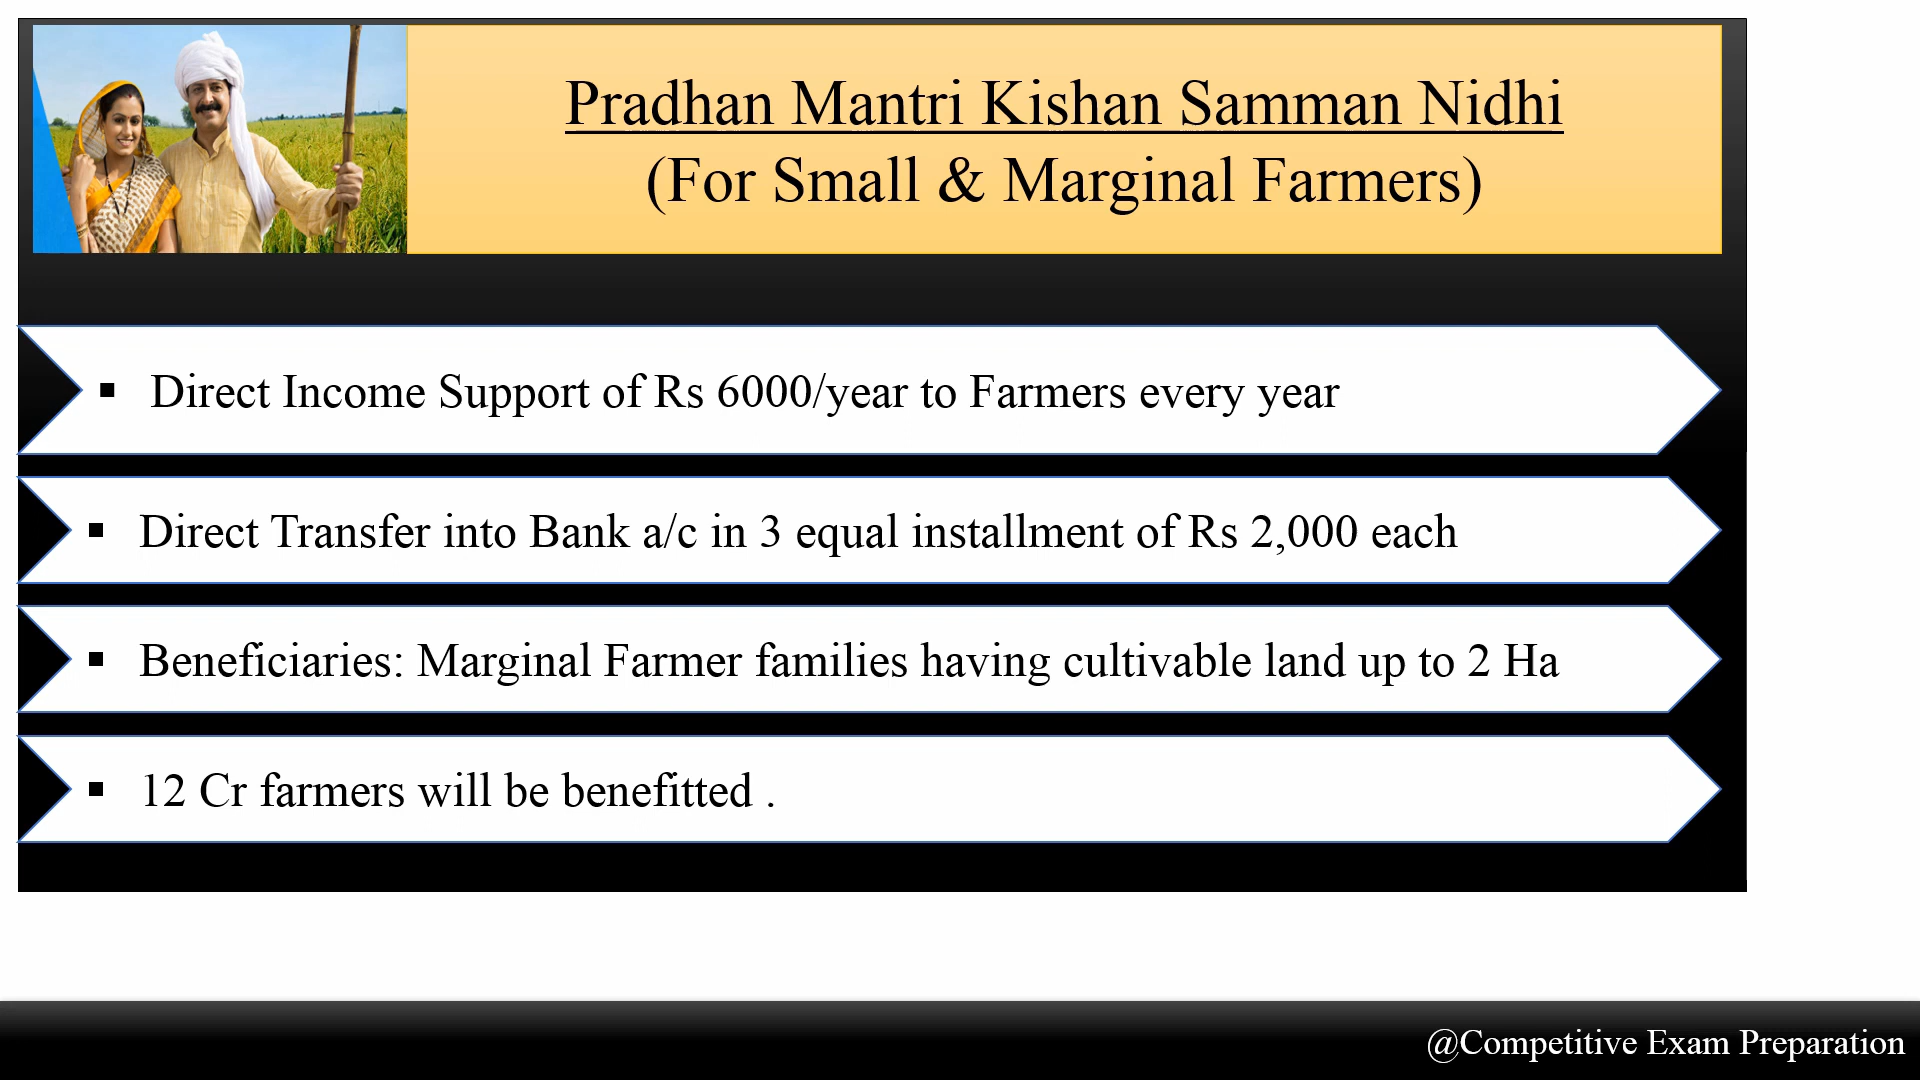 Pradhan Mantri Kishan Samman Nidhi
(For Small & Marginal Farmers)
▪ Direct Income Support of Rs 6000/year to Farmers every year
▪ Direct Transfer into Bank a/c in 3 equal installment of Rs 2,000 each
▪ Beneficiaries: Marginal Farmer families having cultivable land up to 2 Ha
▪ 12 Cr farmers will be benefitted .
@Competitive Exam Preparation